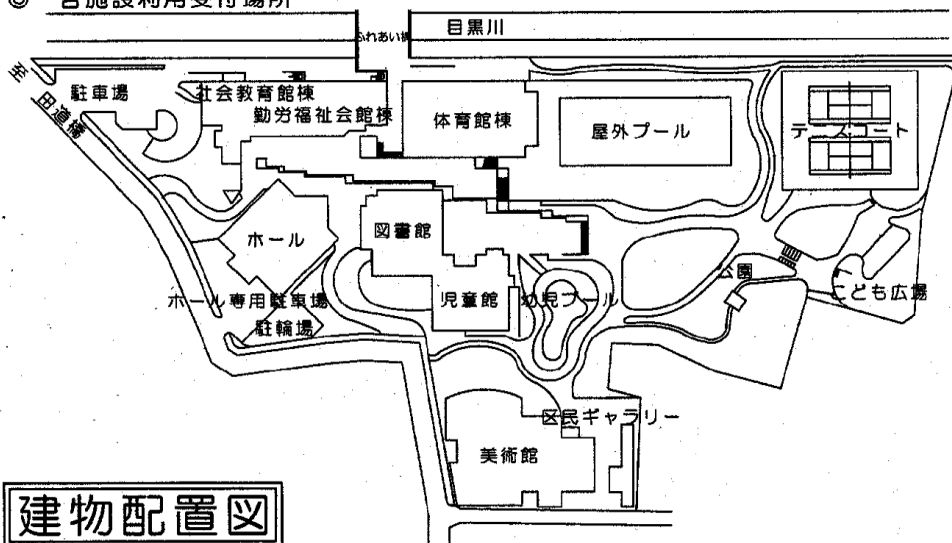 ◎ 各施設利用受付場所
目黒川
ふれあい橋
至 田道橋
駐車場
社会教育館棟
勤労福祉会館棟
体育館棟
屋外プール
テニスコート
ホール
図書館
公園
ホール専用駐車場
児童館
幼児プール
こども広場
駐輪場
区民ギャラリー
美術館
建物配置図